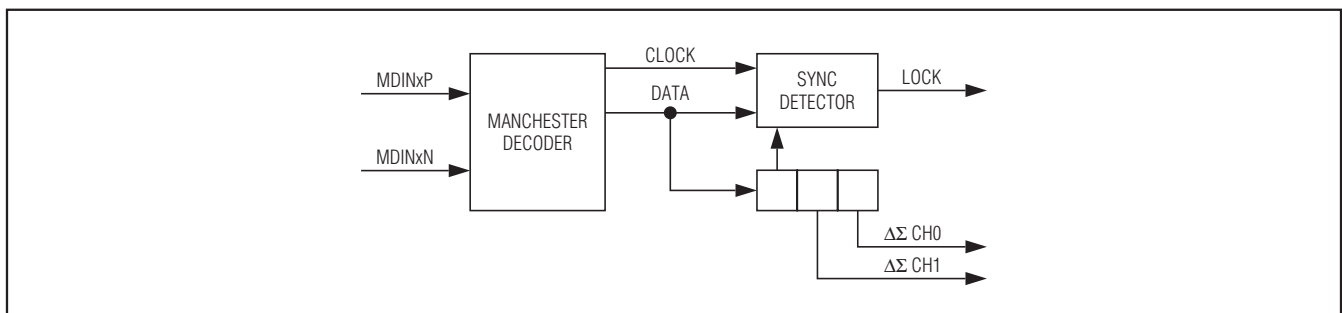 MDINxP
MDINxN
MANCHESTER
DECODER
CLOCK
DATA
SYNC
DETECTOR
LOCK
ΔΣ CH0
ΔΣ CH1